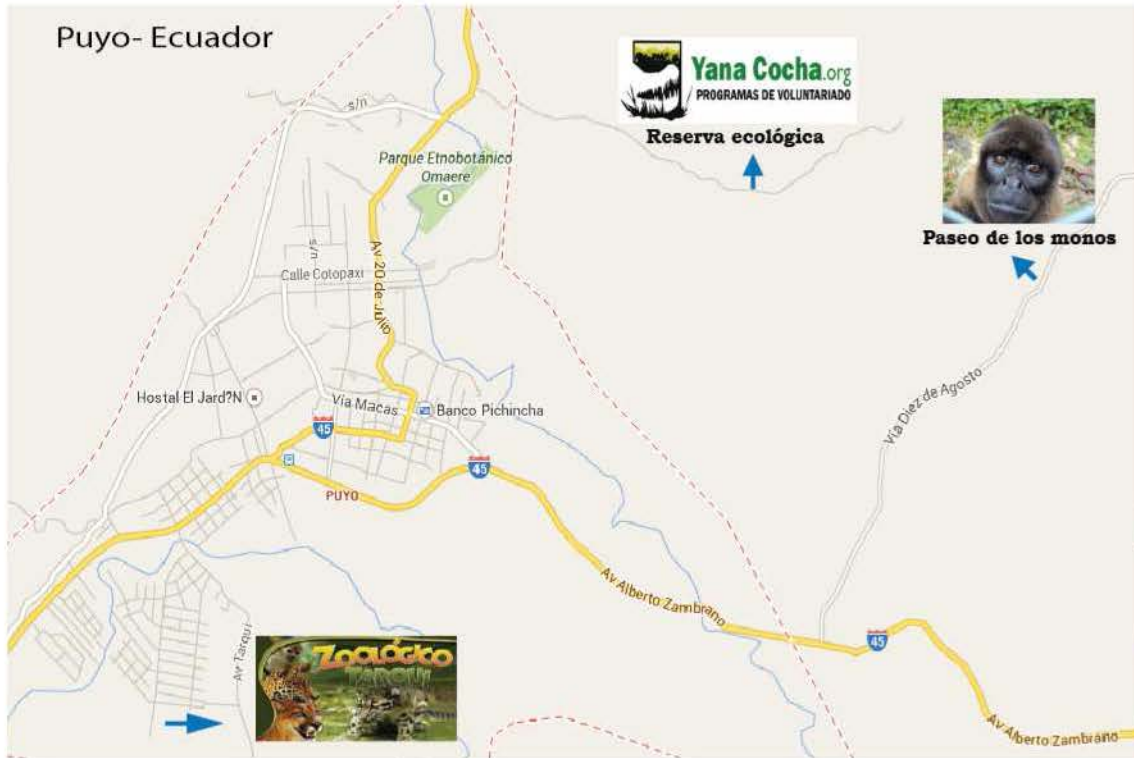 Puyo- Ecuador
Yana Cocha.org
PROGRAMAS DE VOLUNTARIADO
Reserva ecológica
s/n
Parque Etnobotánico
Omaere
Paseo de los monos
s/n
Calle Cotopaxi
Av 20 de Julio
Vía Diez de Agosto
Hostal El Jard?N
Vía Macas
Banco Pichincha
45
45
PUYO
Av Alberto Zambrano
45
Av Tarqui
ZOOLÓGICO
TARQUI
Av Alberto Zambrano